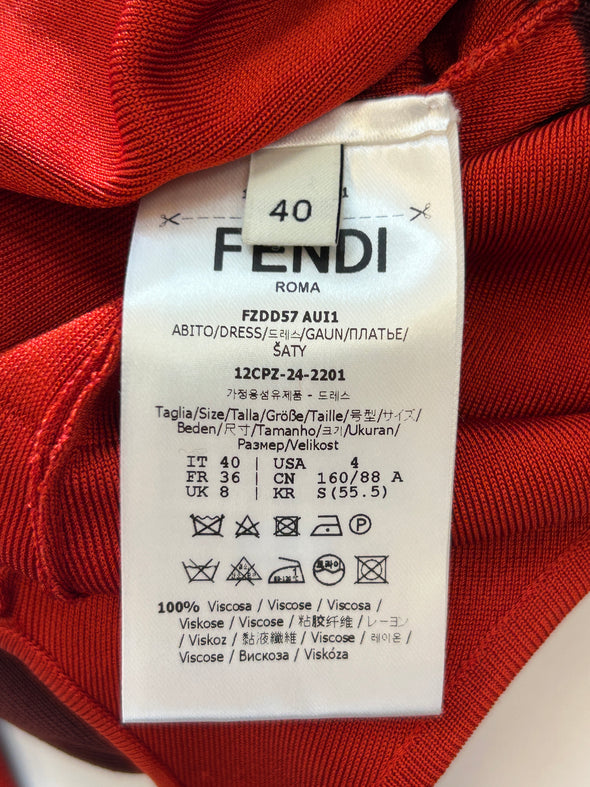 40
FENDI
ROMA
FZDD57 AUI1
ABITO/DRESS/드레스/GAUN/ПЛАТЬЕ/
ŠATY
12CPZ-24-2201
가정용섬유제품 - 드레스
Taglia/Size/Talla/Größe/Taille/号型/サイズ/
Beden/尺寸/Tamanho/크기/Ukuran/
Размер/Velikost
IT 40 | USA 4
FR 36 | CN 160/88 A
UK 8 | KR S(55.5)
P
드라이
100% Viscosa / Viscose / Viscosa /
Viskose / Viscose / 粘胶纤维 / レーヨン
/ Viskoz / 黏液纖維 / Viscose / 레이온 /
Viscose / Вискоза / Viskóza